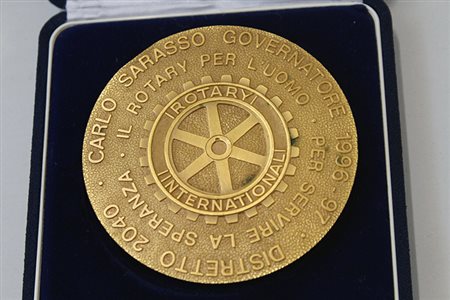 CARLO SARASSO GOVERNATORE 1996-97 · DISTRETTO 2040 ·
IL ROTARY PER L'UOMO · PER SERVIRE LA SPERANZA ·
ROTARY
INTERNATIONAL